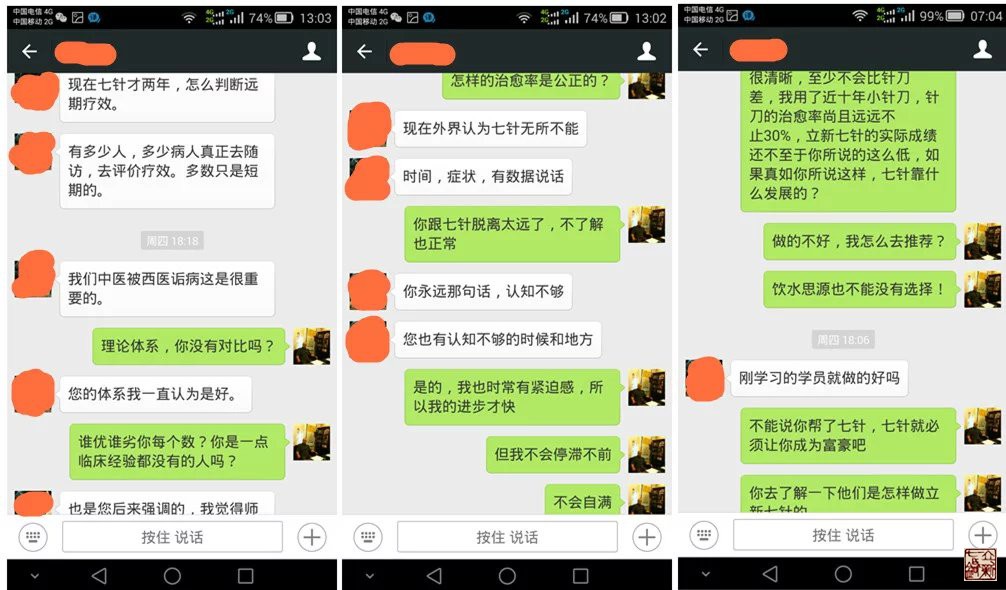 中国电信 4G
中国移动 2G
4G
2G
2G
74%
13:03
现在七针才两年，怎么判断远
期疗效。
有多少人，多少病人真正去随
访，去评价疗效。多数只是短
期的。
周四 18:18
我们中医被西医诟病这是很重
要的。
理论体系，你没有对比吗？
您的体系我一直认为是好。
谁优谁劣你每个数？你是一点
临床经验都没有的人吗？
也是您后来强调的，我觉得师
按住 说话
中国电信 4G
中国移动 2G
4G
2G
2G
74%
13:02
怎样的治愈率是公正的？
现在外界认为七针无所不能
时间，症状，有数据说话
你跟七针脱离太远了，不了解
也正常
你永远那句话，认知不够
您也有认知不够的时候和地方
是的，我也时常有紧迫感，所
以我的进步才快
但我不会停滞不前
不会自满
按住 说话
中国电信 4G
中国移动 2G
4G
2G
2G
99%
07:04
很清晰，至少不会比针刀
差，我用了近十年小针刀，针
刀的治愈率尚且远远不
止30%，立新七针的实际成绩
还不至于你所说的这么低，如
果真如你所说这样，七针靠什
么发展的？
做的不好，我怎么去推荐？
饮水思源也不能没有选择！
周四 18:06
刚学习的学员就做的好吗
不能说你帮了七针，七针就必
须让你成为富豪吧
你去了解一下他们是怎样做立
新七针的
按住 说话